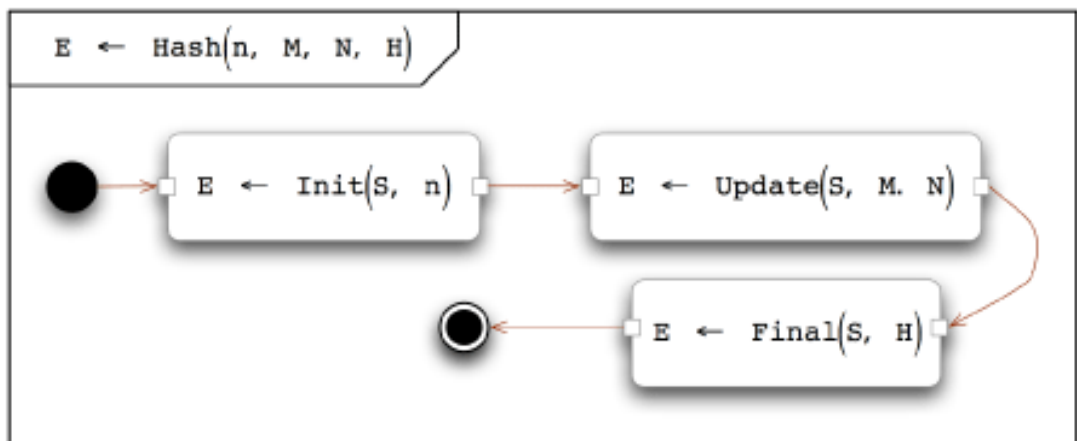 E ← Hash(n, M, N, H)
E ← Init(S, n)
E ← Update(S, M. N)
E ← Final(S, H)